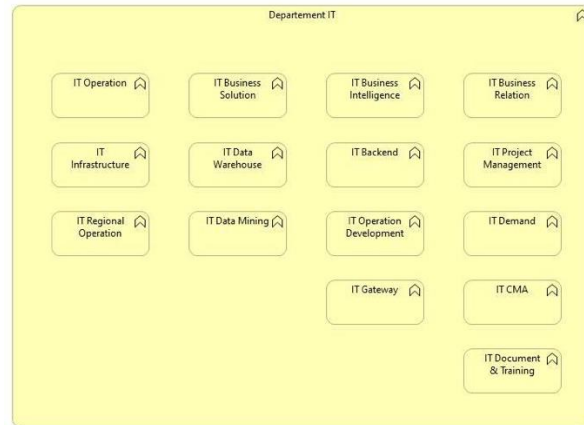 Departement IT
IT Operation
IT Business
Solution
IT Business
Intelligence
IT Business
Relation
IT
Infrastructure
IT Data
Warehouse
IT Backend
IT Project
Management
IT Regional
Operation
IT Data Mining
IT Operation
Development
IT Demand
IT Gateway
IT CMA
IT Document
& Training